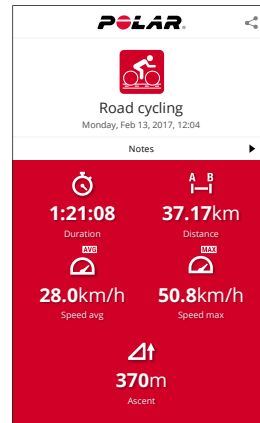 POLAR.
Road cycling
Monday, Feb 13, 2017, 12:04
Notes
A B
1:21:08 37.17km
Duration Distance
AVG MAX
28.0km/h 50.8km/h
Speed avg Speed max
370m
Ascent